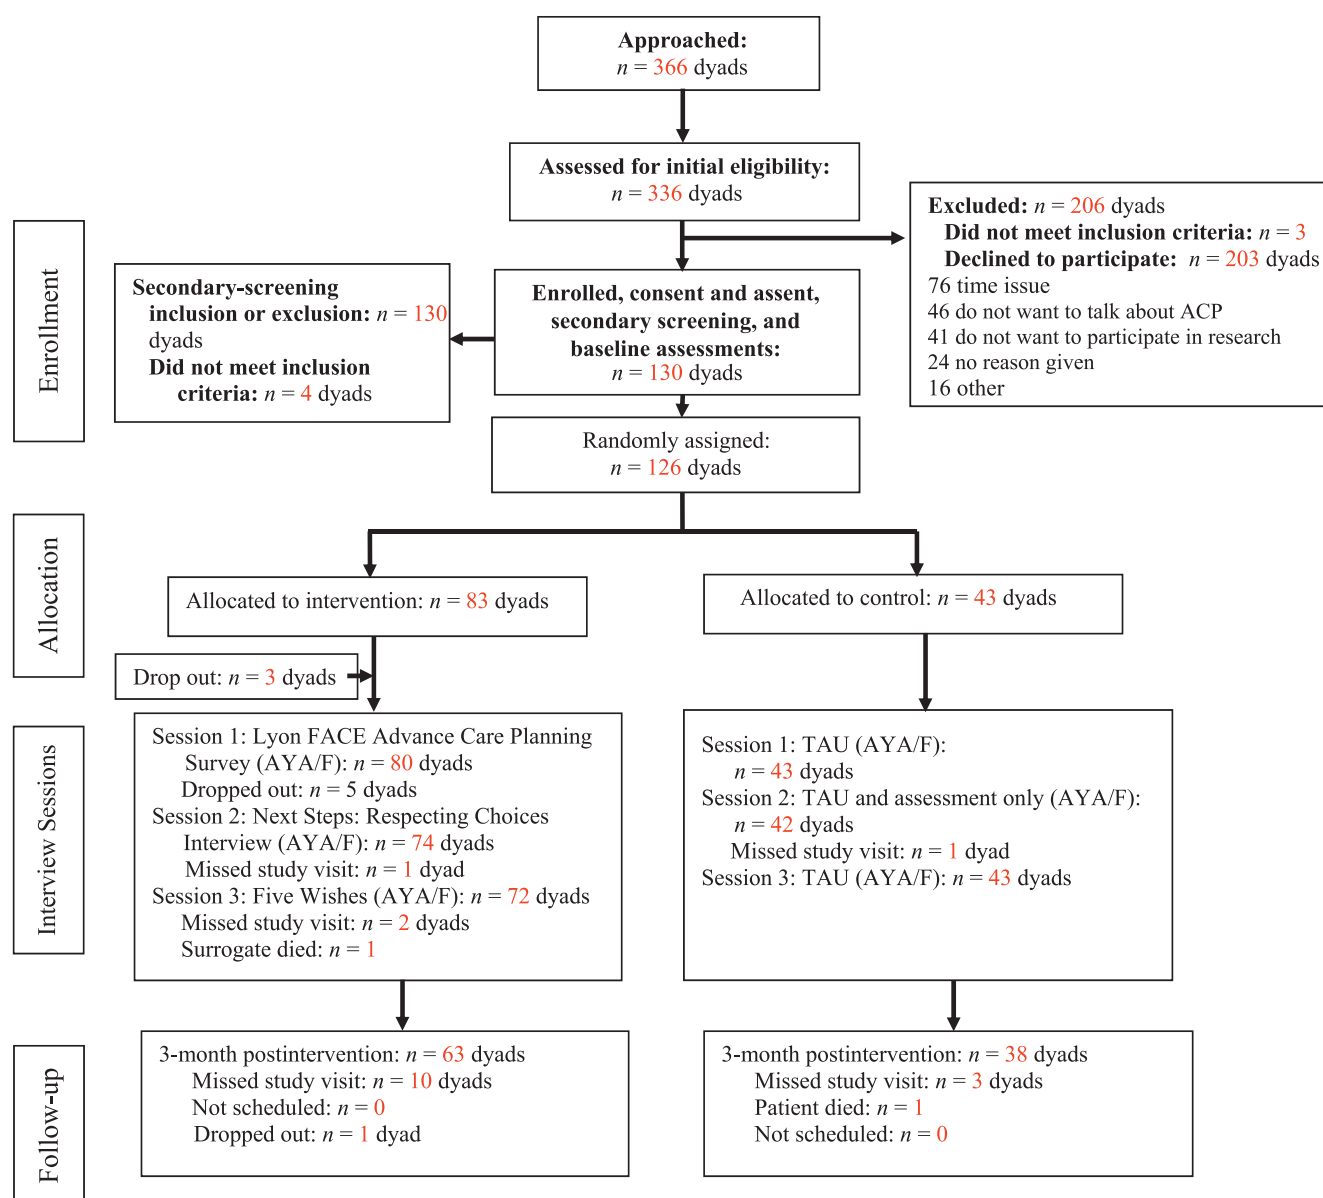 Approached:
n = 366 dyads
Assessed for initial eligibility:
n = 336 dyads
Excluded: n = 206 dyads
Did not meet inclusion criteria: n = 3
Declined to participate: n = 203 dyads
76 time issue
46 do not want to talk about ACP
41 do not want to participate in research
24 no reason given
16 other
Enrollment
Secondary-screening
inclusion or exclusion: n = 130
dyads
Did not meet inclusion
criteria: n = 4 dyads
Enrolled, consent and assent,
secondary screening, and
baseline assessments:
n = 130 dyads
Randomly assigned:
n = 126 dyads
Allocation
Allocated to intervention: n = 83 dyads
Allocated to control: n = 43 dyads
Drop out: n = 3 dyads
Interview Sessions
Session 1: Lyon FACE Advance Care Planning
Survey (AYA/F): n = 80 dyads
Dropped out: n = 5 dyads
Session 2: Next Steps: Respecting Choices
Interview (AYA/F): n = 74 dyads
Missed study visit: n = 1 dyad
Session 3: Five Wishes (AYA/F): n = 72 dyads
Missed study visit: n = 2 dyads
Surrogate died: n = 1
Session 1: TAU (AYA/F):
n = 43 dyads
Session 2: TAU and assessment only (AYA/F):
n = 42 dyads
Missed study visit: n = 1 dyad
Session 3: TAU (AYA/F): n = 43 dyads
Follow-up
3-month postintervention: n = 63 dyads
Missed study visit: n = 10 dyads
Not scheduled: n = 0
Dropped out: n = 1 dyad
3-month postintervention: n = 38 dyads
Missed study visit: n = 3 dyads
Patient died: n = 1
Not scheduled: n = 0